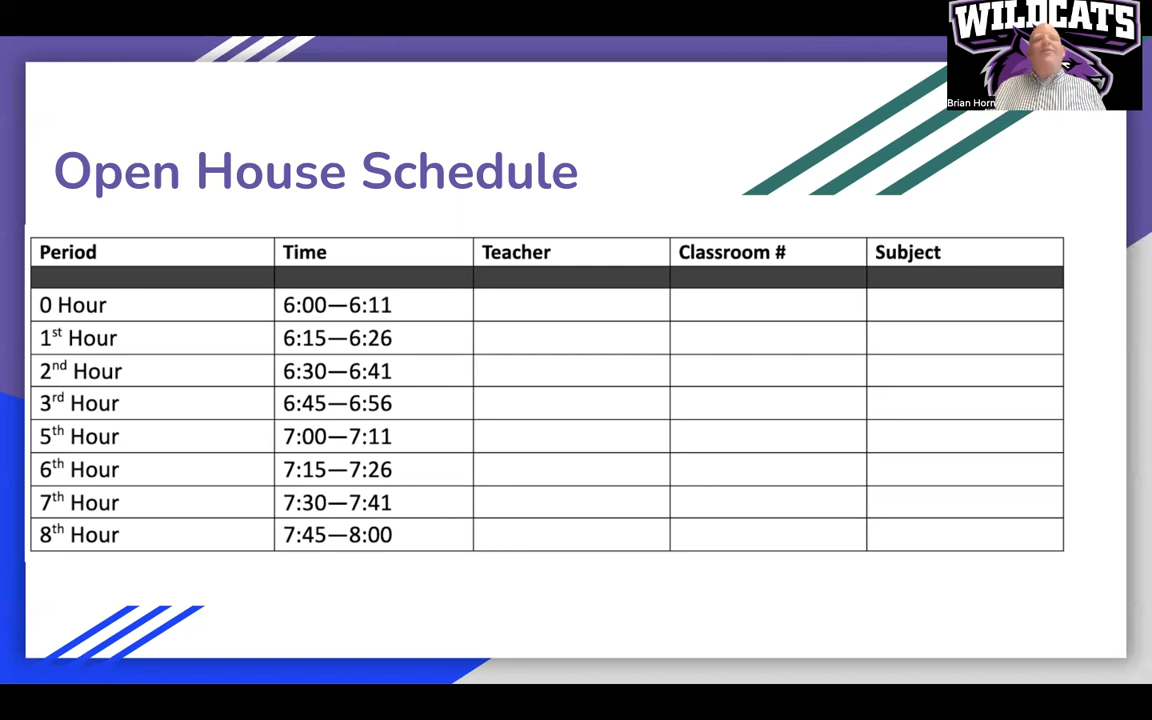 WILDCATS
Brian Horn
Open House Schedule
Period Time Teacher Classroom # Subject
0 Hour 6:00—6:11
1st Hour 6:15—6:26
2nd Hour 6:30—6:41
3rd Hour 6:45—6:56
5th Hour 7:00—7:11
6th Hour 7:15—7:26
7th Hour 7:30—7:41
8th Hour 7:45—8:00